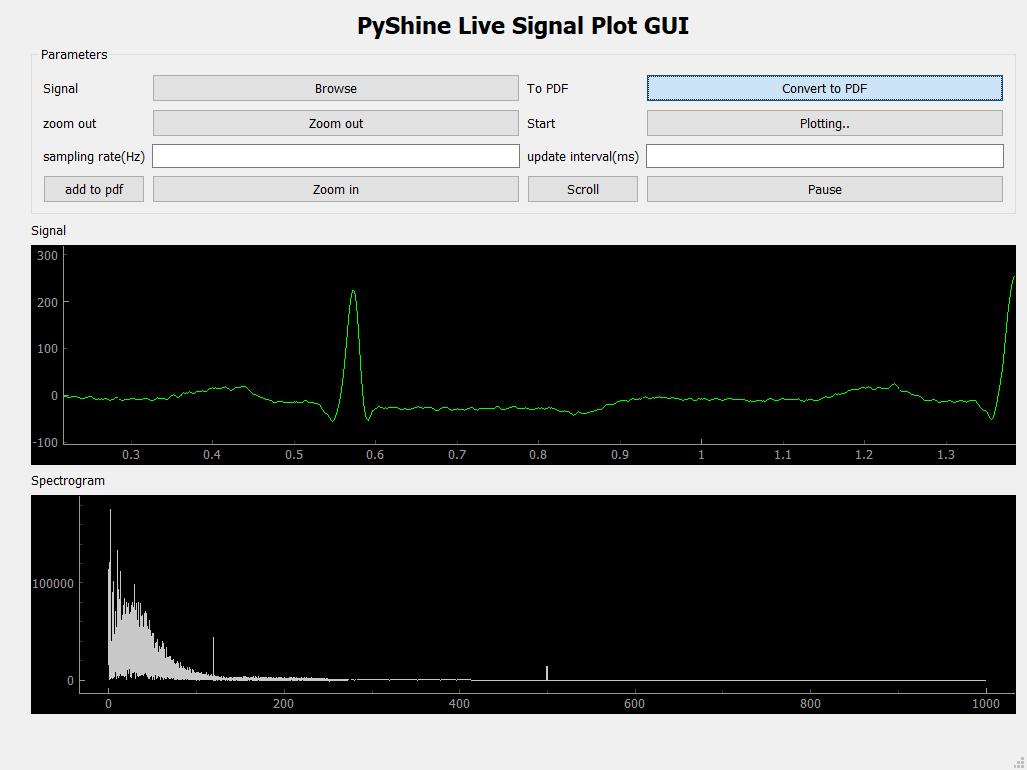 PyShine Live Signal Plot GUI
Parameters
Signal Browse To PDF Convert to PDF
zoom out Zoom out Start Plotting..
sampling rate(Hz) update interval(ms)
add to pdf Zoom in Scroll Pause
Signal
300
200
100
0
-100
0.3 0.4 0.5 0.6 0.7 0.8 0.9 1 1.1 1.2 1.3
Spectrogram
100000
0
0 200 400 600 800 1000